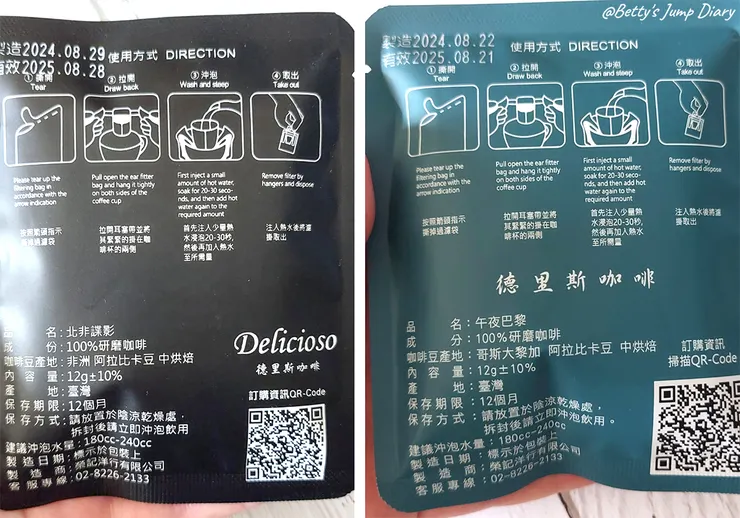 製造2024.08.29
有效2025.08.28
使用方式 DIRECTION
①撕開
Tear
②拉開
Draw back
③沖泡
Wash and steep
④取出
Take out
Please tear up the
filtering bag in
accordance with the
arrow indication
Pull open the ear fitter
bag and hang it tightly
on both sides of the
coffee cup
First inject a small
amount of hot water,
soak for 20-30 seco-
nds, and then add hot
water again to the
required amount
Remove filter by
hangers and dispose
按照箭頭指示
撕掉過濾袋
拉開耳塞帶並將
其緊緊的掛在咖
啡杯的兩側
首先注入少量熱
水浸泡20-30秒,
然後再加入熱水
至所需量
注入熱水後將濾
掛取出
品名:北非諜影
成份:100%研磨咖啡
咖啡豆產地:非洲 阿拉比卡豆 中烘焙
內容量:12g±10%
產地:臺灣
保存期限:12個月
保存方式:請放置於陰涼乾燥處,
拆封後請立即沖泡飲用
建議沖泡水量:180cc-240cc
製造日期:標示於包裝上
製造商:榮記洋行有限公司
客服專線:02-8226-2133
Delicioso
德里斯咖啡
訂購資訊QR-Code
@Betty's Jump Diary
製造2024.08.22
有效2025.08.21
使用方式 DIRECTION
①撕開
Tear
②拉開
Draw back
③沖泡
Wash and steep
④取出
Take out
Please tear up the
filtering bag in
accordance with the
arrow indication
Pull open the ear fitter
bag and hang it tightly
on both sides of the
coffee cup
First inject a small
amount of hot water,
soak for 20-30 seco-
nds, and then add hot
water again to the
required amount
Remove filter by
hangers and dispose
按照箭頭指示
撕掉過濾袋
拉開耳塞帶並將
其緊緊的掛在咖
啡杯的兩側
首先注入少量熱
水浸泡20-30秒,
然後再加入熱水
至所需量
注入熱水後將濾
掛取出
德里斯咖啡
品名:午夜巴黎
成份:100%研磨咖啡
咖啡豆產地:哥斯大黎加 阿拉比卡豆 中烘焙
內容量:12g±10%
產地:臺灣
保存期限:12個月
保存方式:請放置於陰涼乾燥處,
拆封後請立即沖泡飲用。
建議沖泡水量:180cc-240cc
製造日期:標示於包裝上
製造商:榮記洋行有限公司
客服專線:02-8226-2133
訂購資訊
掃描QR-Code